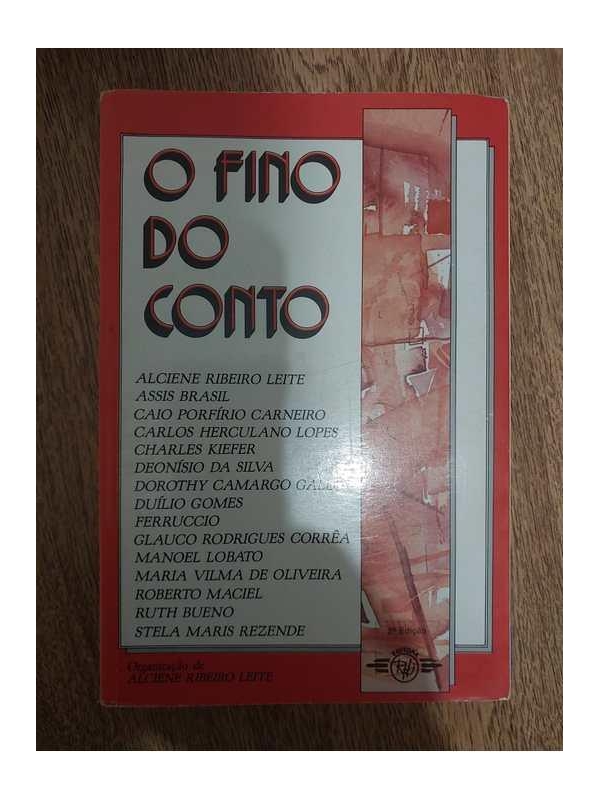 O FINO
DO
CONTO
ALCIENE RIBEIRO LEITE
ASSIS BRASIL
CAIO PORFÍRIO CARNEIRO
CARLOS HERCULANO LOPES
CHARLES KIEFER
DEONÍSIO DA SILVA
DOROTHY CAMARGO
DUÍLIO GOMES
FERRUCCIO
GLAUCO RODRIGUES CORRÊA
MANOEL LOBATO
MARIA VILMA DE OLIVEIRA
ROBERTO MACIEL
RUTH BUENO
STELA MARIS REZENDE
Organização de
ALCIENE RIBEIRO LEITE
2ª Edição